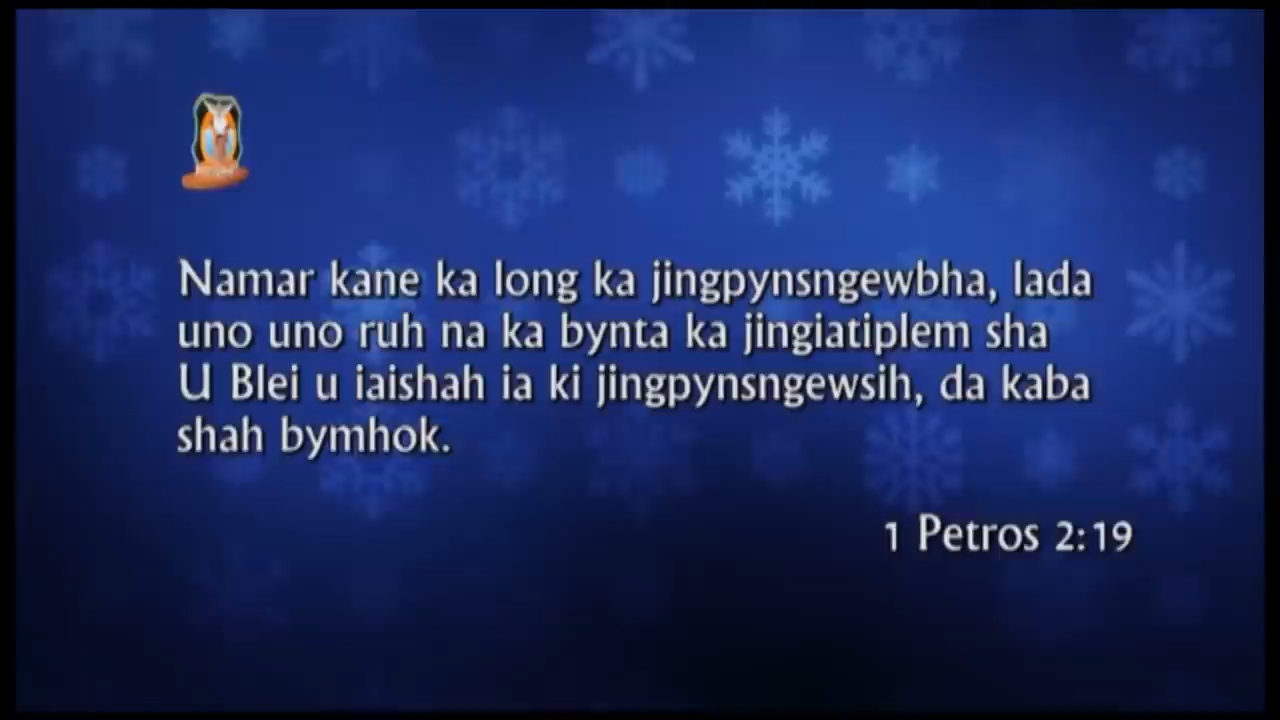 Namar kane ka long ka jingpynsngewbha, lada
uno uno ruh na ka bynta ka jingiatiplem sha
U Blei u iaishah ia ki jingpynsngewsih, da kaba
shah bymhok.
1 Petros 2:19